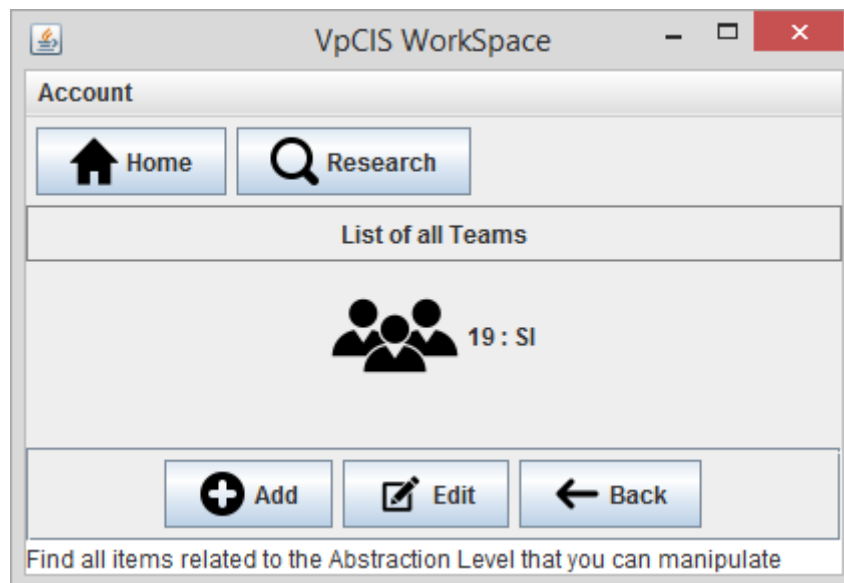 VpCIS WorkSpace
Account
Home Research
List of all Teams
19 : SI
Add Edit Back
Find all items related to the Abstraction Level that you can manipulate